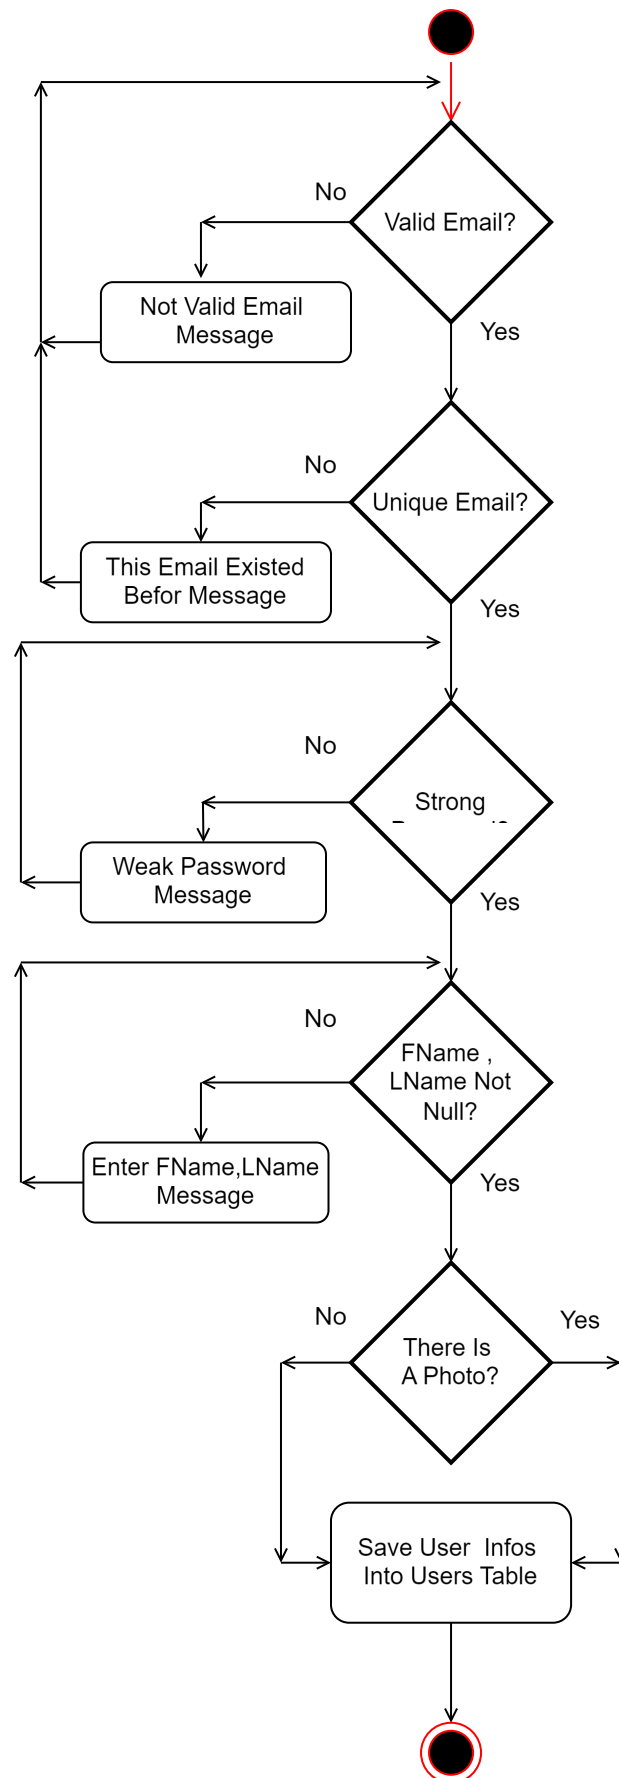 No
Valid Email?
Not Valid Email
Message
Yes
No
Unique Email?
This Email Existed
Befor Message
Yes
No
Strong
Weak Password
Message
Yes
No
FName ,
LName Not
Null?
Enter FName,LName
Message
Yes
No
Yes
There Is
A Photo?
Save User Infos
Into Users Table